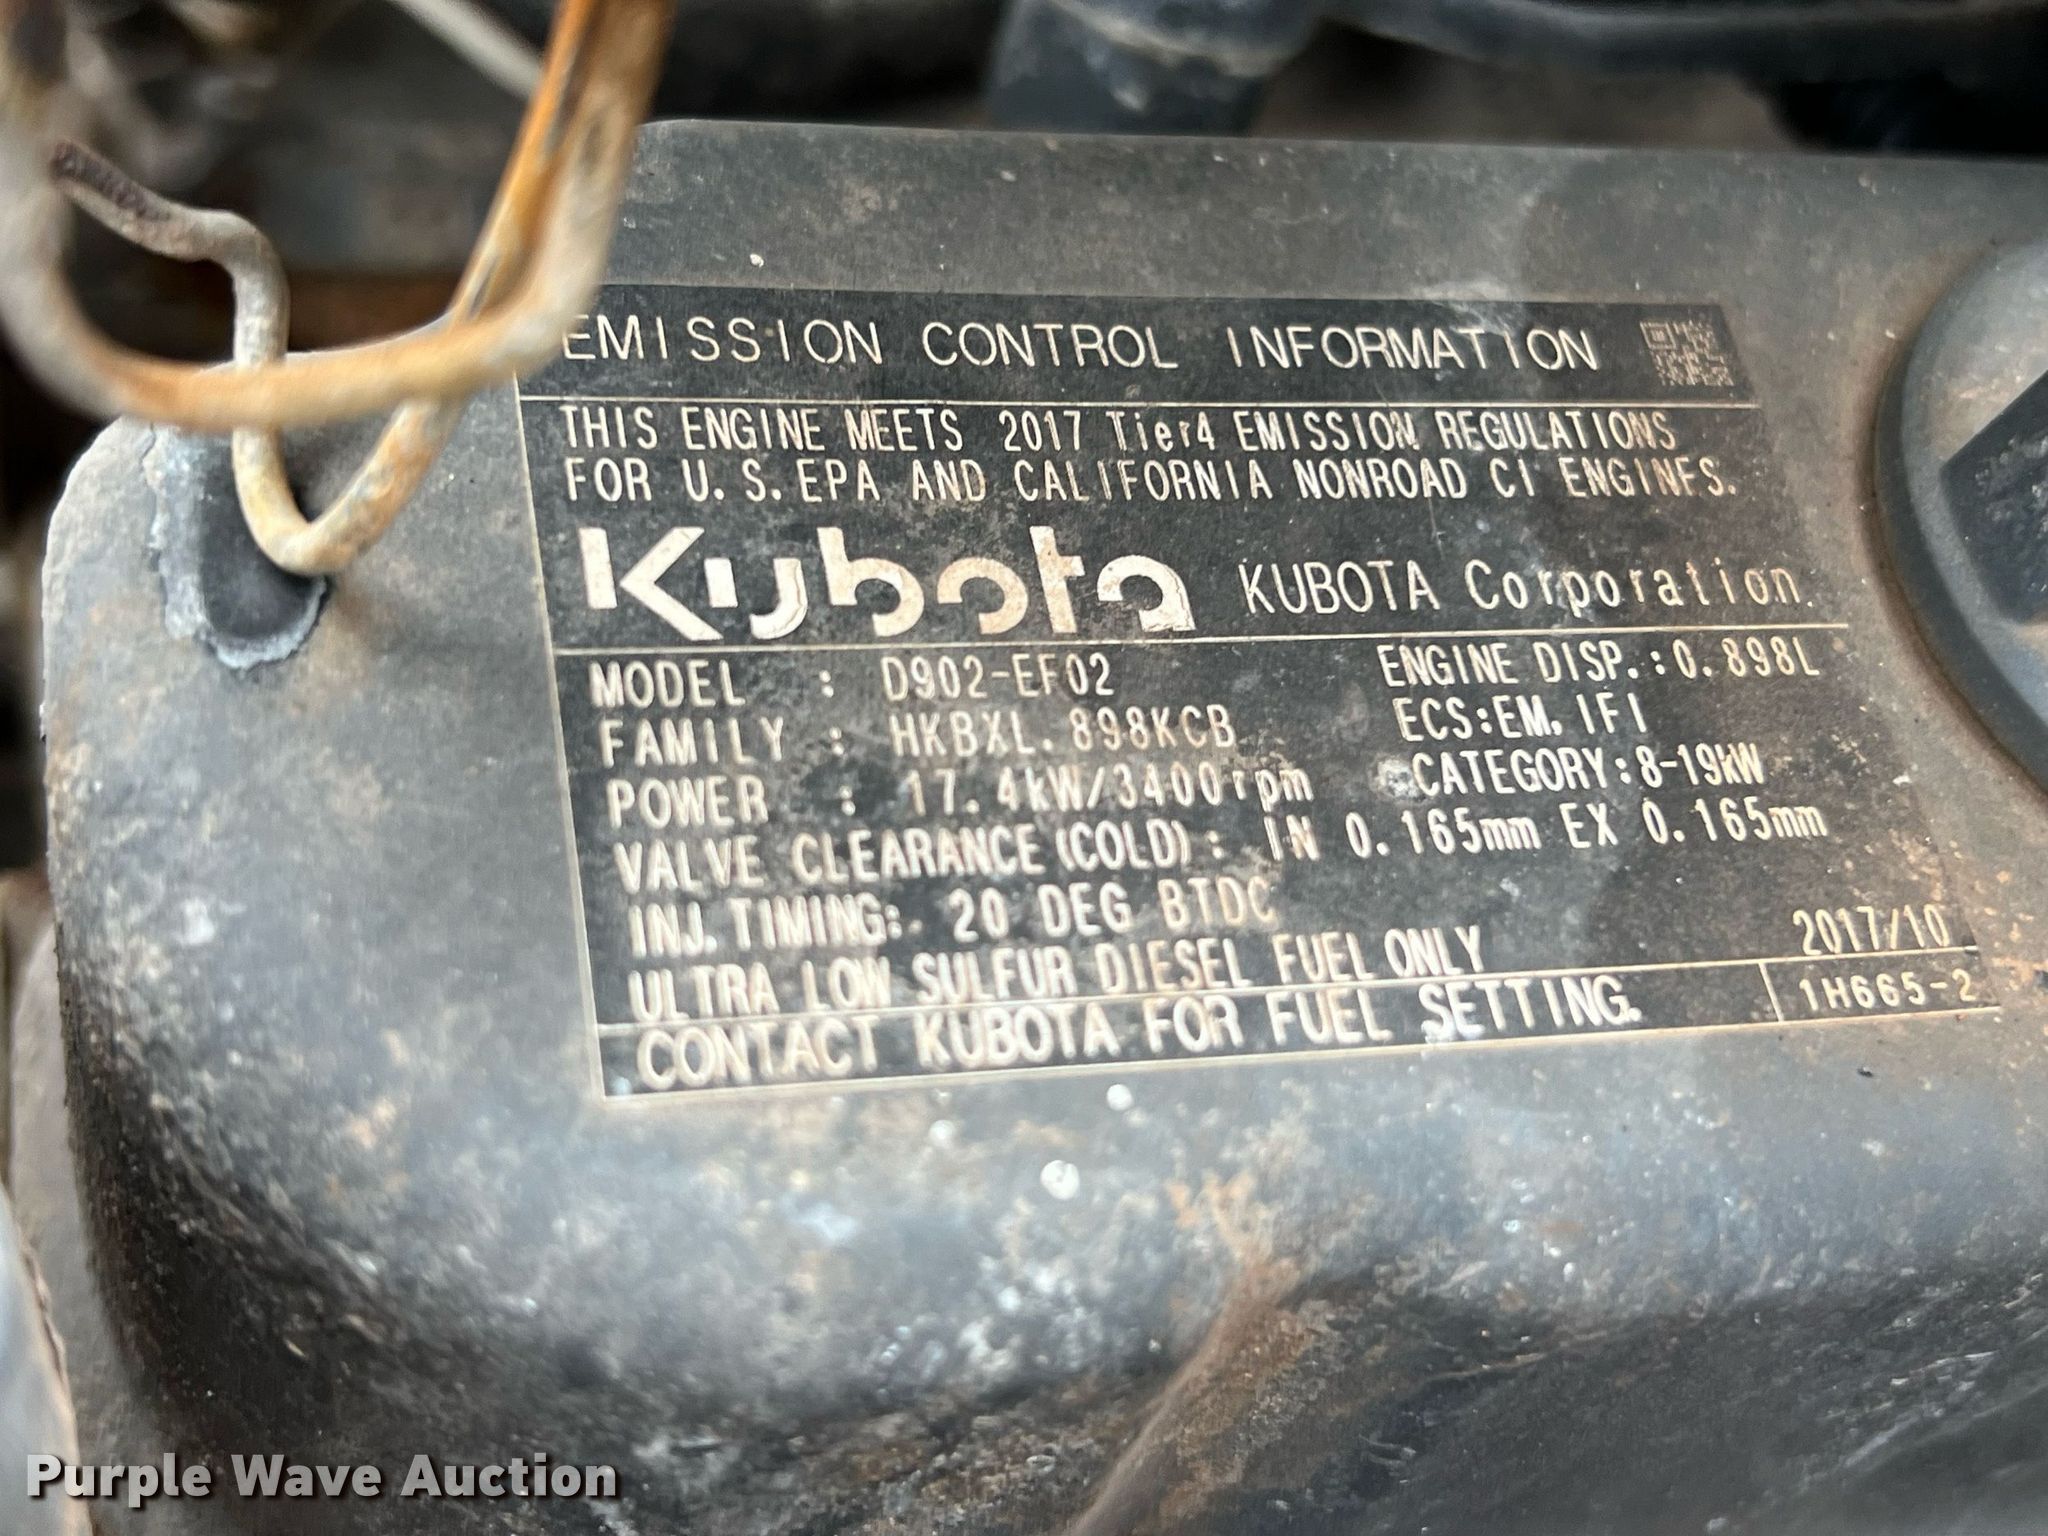 EMISSION CONTROL INFORMATION
THIS ENGINE MEETS 2017 Tier4 EMISSION REGULATIONS
FOR U.S.EPA AND CALIFORNIA NONROAD CI ENGINES.
Kubota KUBOTA Corporation.
MODEL : D902-EF02 ENGINE DISP.:0.898L
FAMILY : HKBXL.898KCB ECS:EM,IFI
POWER : 17.4kW/3400rpm CATEGORY:8-19kW
VALVE CLEARANCE(COLD): IN 0.165mm EX 0.165mm
INJ.TIMING: 20 DEG BTDC
ULTRA LOW SULFUR DIESEL FUEL ONLY 2017/10
CONTACT KUBOTA FOR FUEL SETTING. 1H665-2
Purple Wave Auction